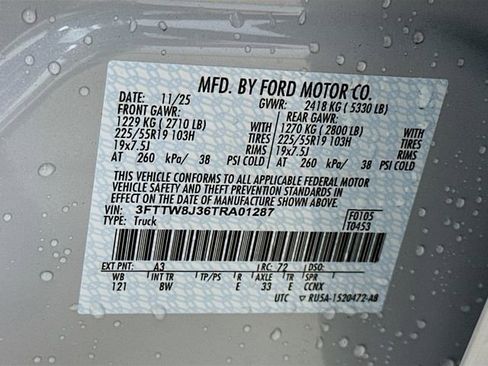 MFD. BY FORD MOTOR CO.
DATE: 11/25 GVWR: 2418 KG ( 5330 LB)
FRONT GAWR: REAR GAWR:
1229 KG ( 2710 LB) WITH 1270 KG ( 2800 LB) WITH
225/55R19 103H TIRES 225/55R19 103H TIRES
19x7.5J RIMS 19x7.5J RIMS
AT 260 kPa/ 38 PSI COLD AT 260 kPa/ 38 PSI COLD
THIS VEHICLE CONFORMS TO ALL APPLICABLE FEDERAL MOTOR
VEHICLE SAFETY AND THEFT PREVENTION STANDARDS IN
EFFECT ON THE DATE OF MANUFACTURE SHOWN ABOVE.
VIN: 3FTTW8J36TRA01287 F0105
TYPE: Truck T0453
EXT PNT: A3 RC: 72 DSO:
WB INT TR TP/PS R AXLE TR SPR
121 BW E 33 E CCNX
UTC RU5A-1520472-AB